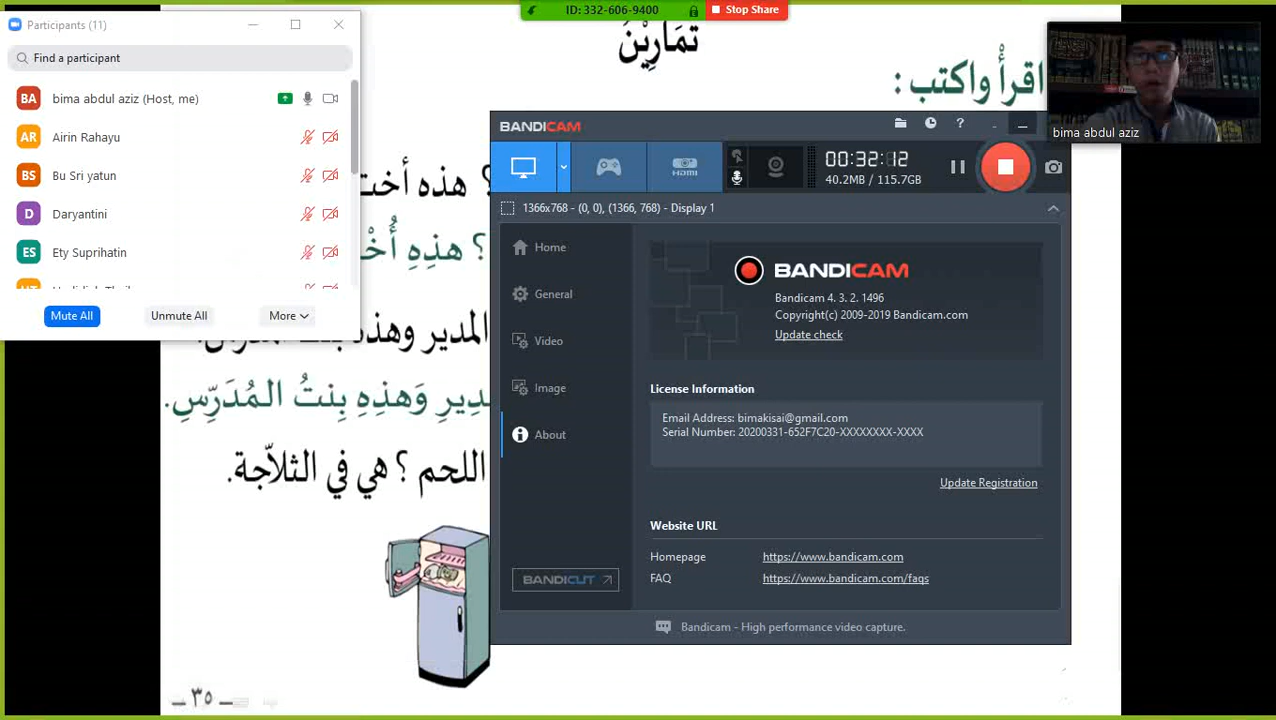 ID: 332-606-9400
Stop Share
Participants (11)
Find a participant
BA bima abdul aziz (Host, me)
AR Airin Rahayu
BS Bu Sri yatun
D Daryantini
ES Ety Suprihatin
Mute All
Unmute All
More
تمَارِيْنَ
اقرأْ واكتب :
؟ هذه أخت
؟ هذِهِ أُخْ
المدير وهذه
دِيرِ وَهذِهِ بِنتُ المُدَرِّسِ.
اللحم ؟ هي في الثلاّجة.
ـ ٣٥ ـ
bima abdul aziz
BANDICAM
?
HDMI
00:32:12
40.2MB / 115.7GB
1366x768 - (0, 0), (1366, 768) - Display 1
Home
General
Video
Image
About
BANDICUT
BANDICAM
Bandicam 4. 3. 2. 1496
Copyright(c) 2009-2019 Bandicam.com
Update check
License Information
Email Address: bimakisai@gmail.com
Serial Number: 20200331-652F7C20-XXXXXXXX-XXXX
Update Registration
Website URL
Homepage https://www.bandicam.com
FAQ https://www.bandicam.com/faqs
Bandicam - High performance video capture.